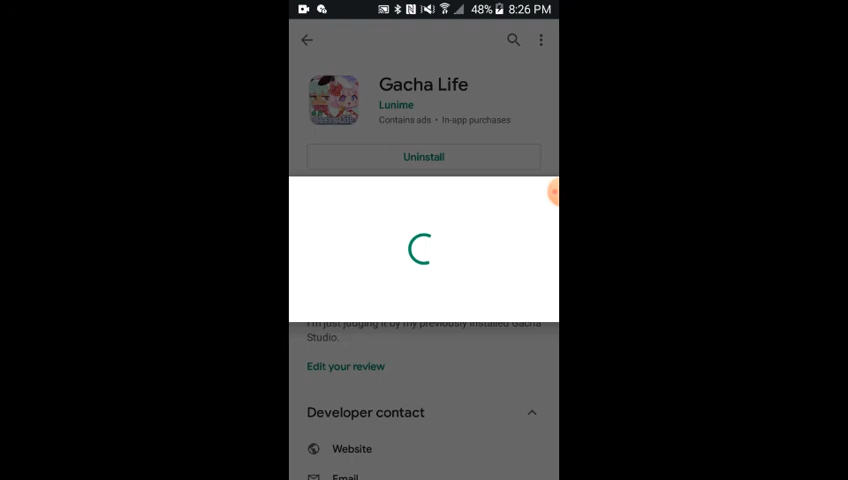 48% 8:26 PM
Gacha Life
Lunime
Contains ads • In-app purchases
Uninstall
I'm just judging it by my previously installed Gacha
Studio.
Edit your review
Developer contact
Website
Email